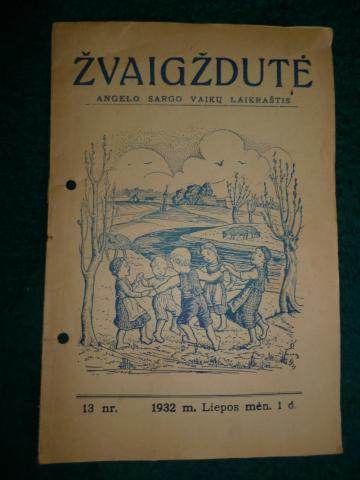 ŽVAIGŽDUTĖ
ANGELO SARGO VAIKŲ LAIKRAŠTIS
13 nr. 1932 m. Liepos mėn. 1 d.